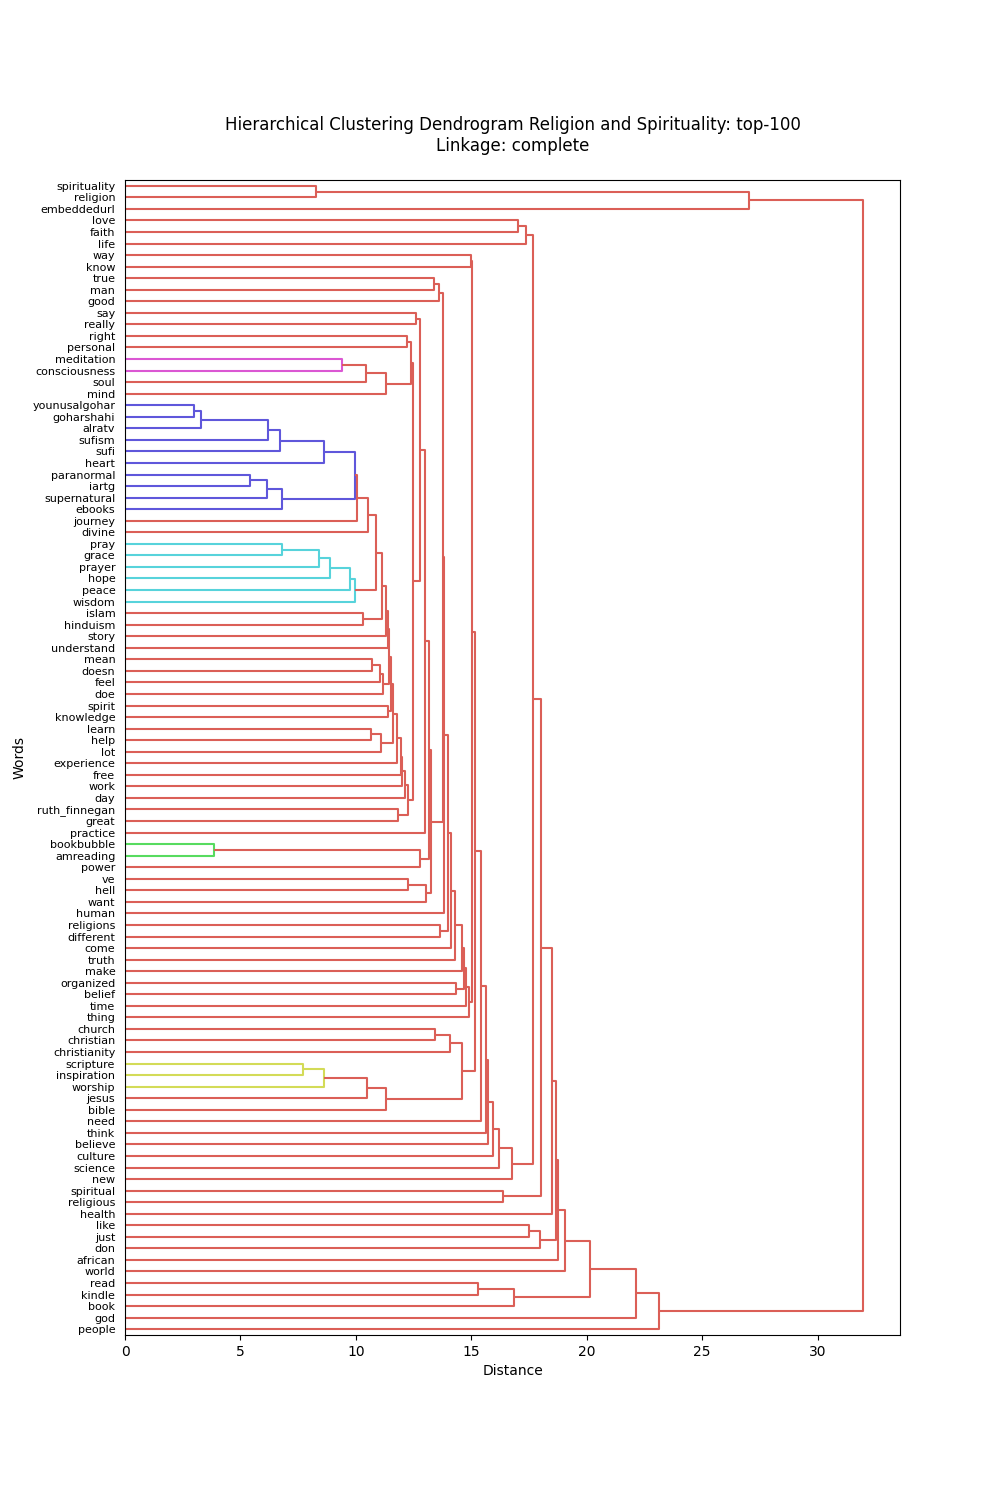 Hierarchical Clustering Dendrogram Religion and Spirituality: top-100
Linkage: complete
spirituality
religion
embeddedurl
love
faith
life
way
know
true
man
good
say
really
right
personal
meditation
consciousness
soul
mind
younusalgohar
goharshahi
alratv
sufism
sufi
heart
paranormal
iartg
supernatural
ebooks
journey
divine
pray
grace
prayer
hope
peace
wisdom
islam
hinduism
story
understand
mean
doesn
feel
doe
spirit
knowledge
learn
help
lot
experience
free
work
day
ruth_finnegan
great
practice
bookbubble
amreading
power
ve
hell
want
human
religions
different
come
truth
make
organized
belief
time
thing
church
christian
christianity
scripture
inspiration
worship
jesus
bible
need
think
believe
culture
science
new
spiritual
religious
health
like
just
don
african
world
read
kindle
book
god
people
Words
0 5 10 15 20 25 30
Distance